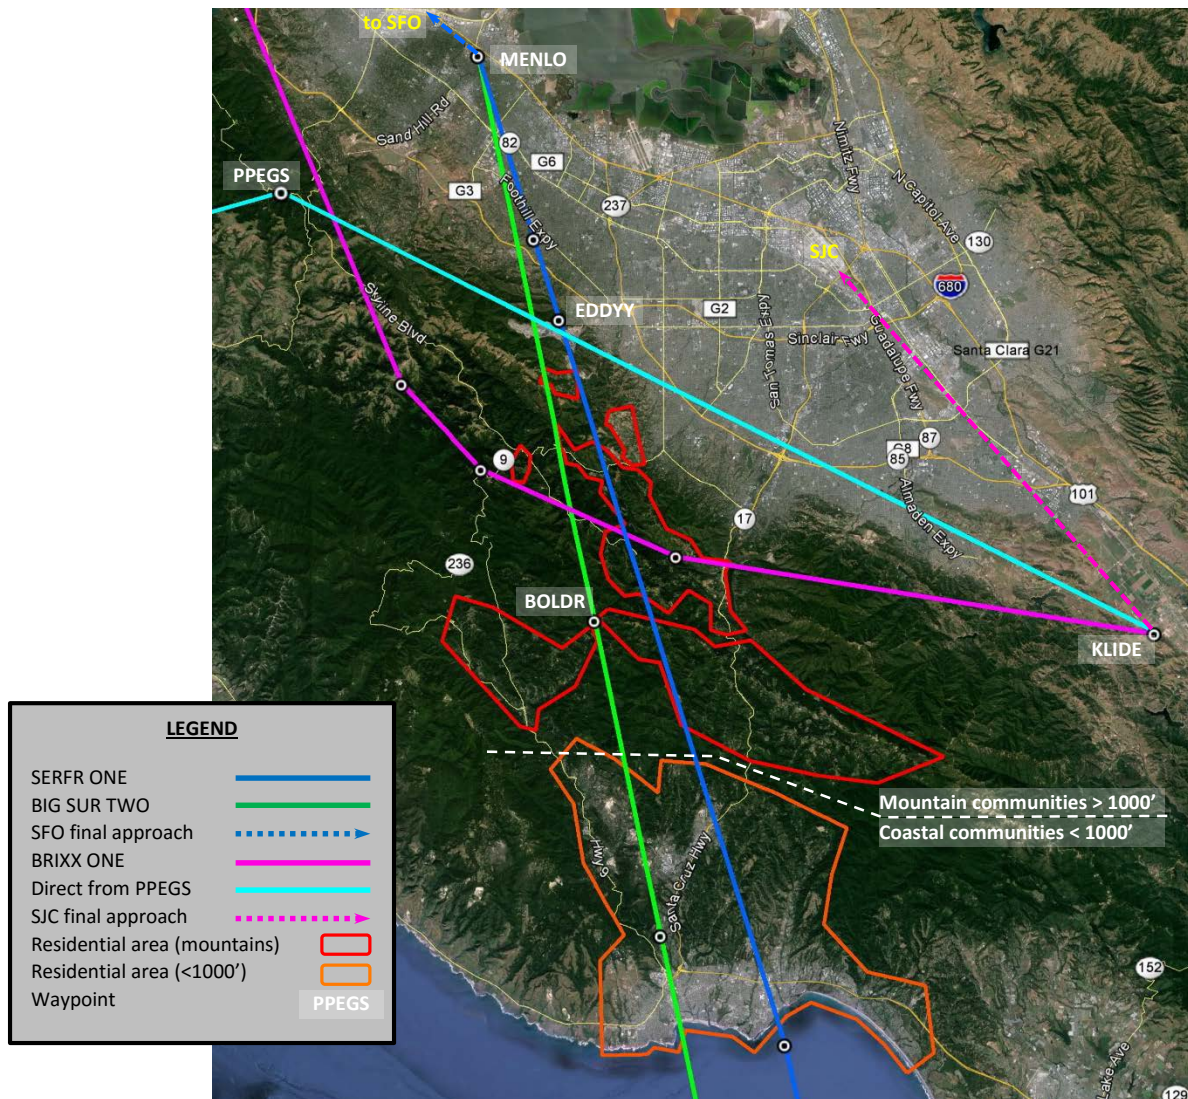 to SFO
MENLO
Sand Hill Rd
82
G6
Nimitz Fwy
N Capitol Ave
PPEGS
G3
Foothill Expy
237
130
SJC
680
Skyline Blvd
EDDYY
G2
San Tomas Expy
Sinclair Fwy
Guadalupe Fwy
Santa Clara G21
9
87
G8
85
Almaden Expy
101
17
236
BOLDR
KLIDE
LEGEND
SERFR ONE
BIG SUR TWO
SFO final approach
BRIXX ONE
Direct from PPEGS
SJC final approach
Residential area (mountains)
Residential area (<1000’)
Waypoint PPEGS
Mountain communities > 1000’
Coastal communities < 1000’
Hwy 9
Santa Cruz Hwy
152
Lake Ave
129